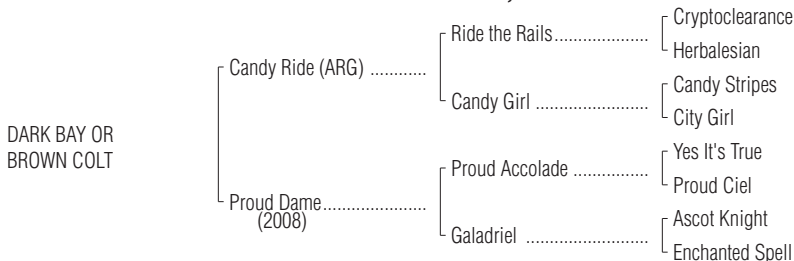 Cryptoclearance
Ride the Rails....................
Herbalesian
Candy Ride (ARG) ............
Candy Stripes
Candy Girl ........................
City Girl
DARK BAY OR
BROWN COLT
Yes It's True
Proud Accolade ................
Proud Ciel
Proud Dame......................
(2008)
Ascot Knight
Galadriel ..........................
Enchanted Spell